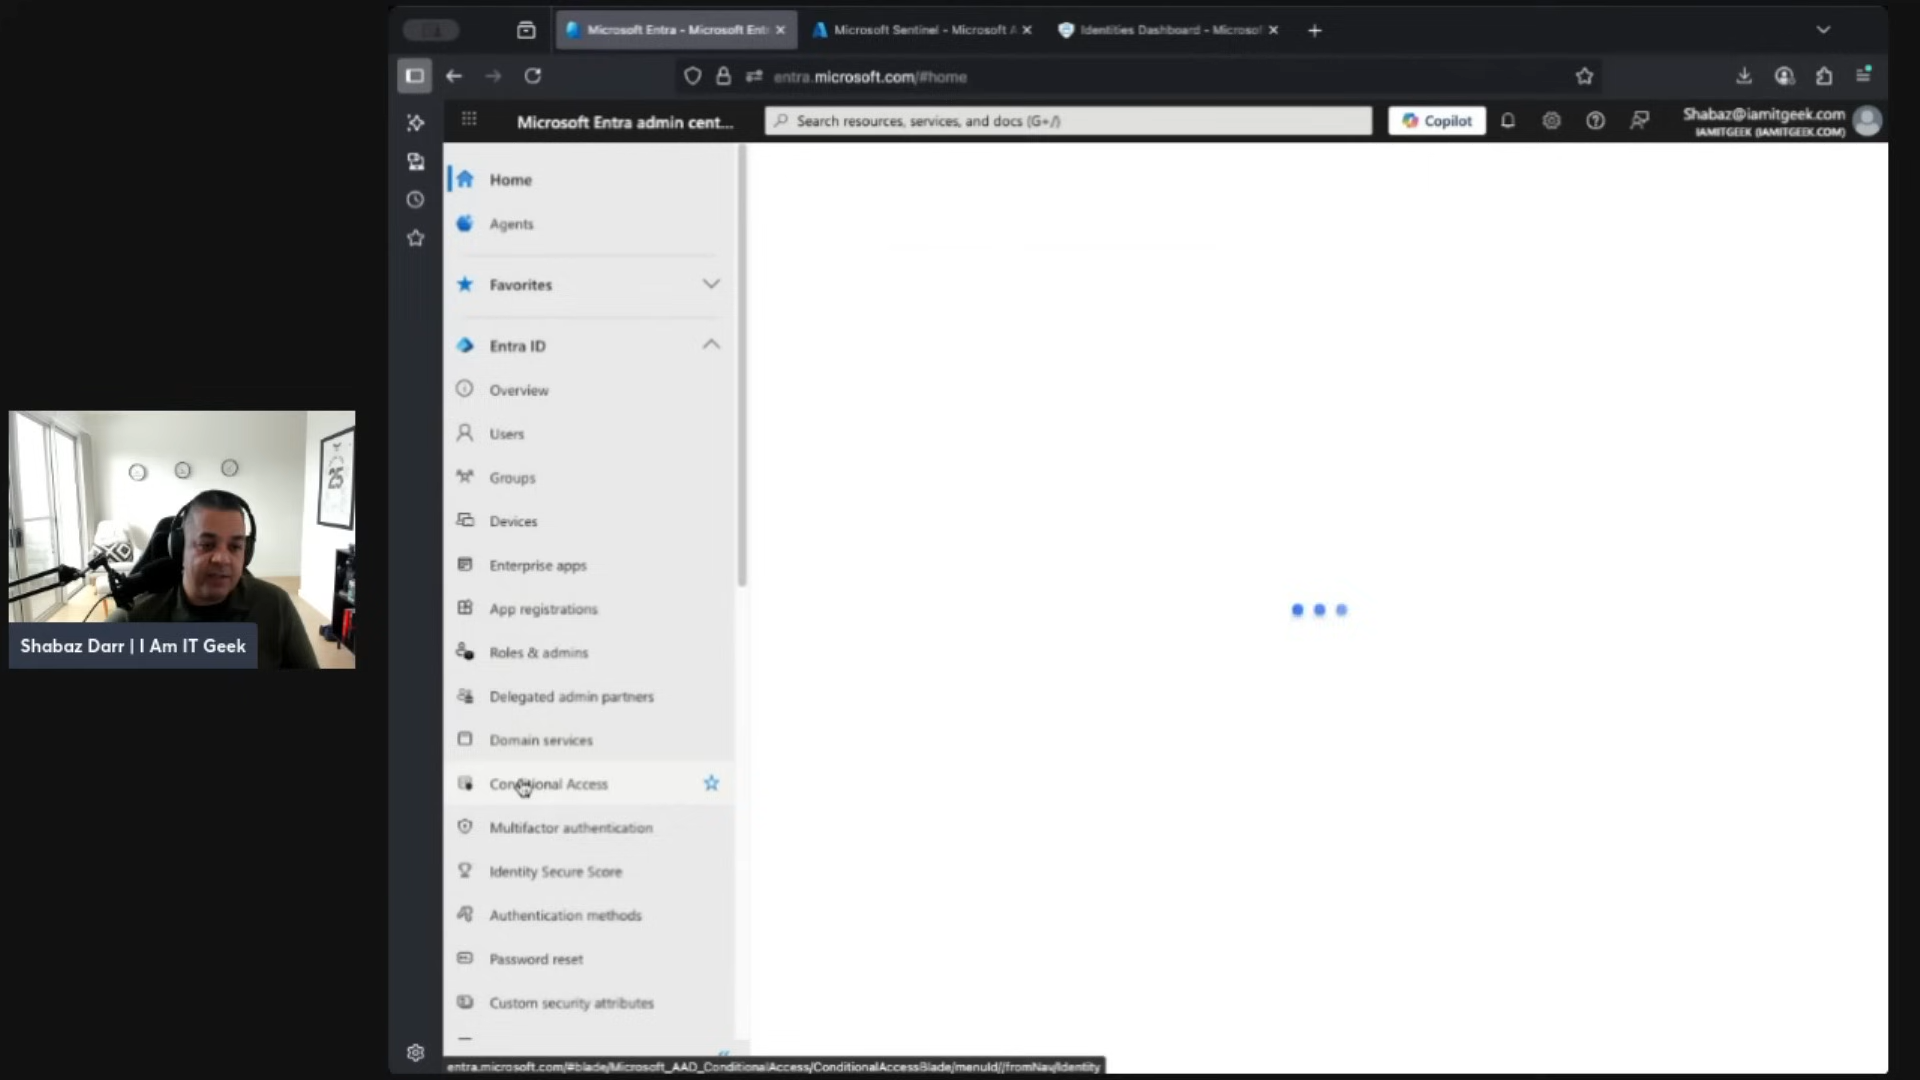 Microsoft Entra - Microsoft Ent
Microsoft Sentinel - Microsoft A
Identities Dashboard - Microsof
entra.microsoft.com/#home
Microsoft Entra admin cent...
Search resources, services, and docs (G+/)
Copilot
Shabaz@iamitgeek.com
IAMITGEEK (IAMITGEEK.COM)
Home
Agents
Favorites
Entra ID
Overview
Users
Groups
Devices
Enterprise apps
App registrations
Roles & admins
Delegated admin partners
Domain services
Conditional Access
Multifactor authentication
Identity Secure Score
Authentication methods
Password reset
Custom security attributes
entra.microsoft.com/#blade/Microsoft_AAD_ConditionalAccess/ConditionalAccessBlade/menuId//fromNav/Identity
25
Shabaz Darr | I Am IT Geek